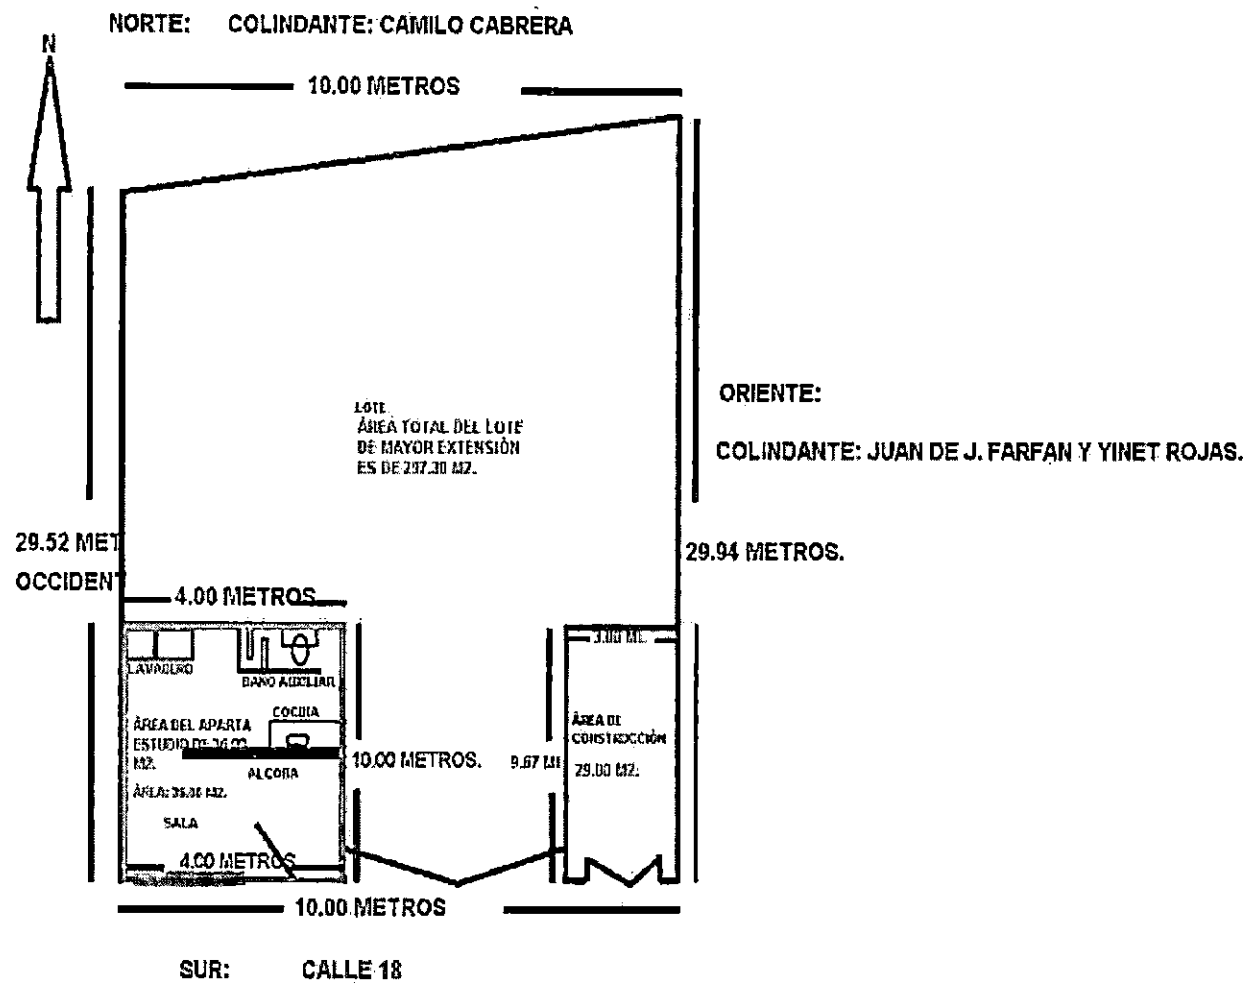 NORTE: COLINDANTE: CAMILO CABRERA
N
10.00 METROS
LOTE.
ÁREA TOTAL DEL LOTE
DE MAYOR EXTENSIÓN
ES DE 297.30 M2.
ORIENTE:
COLINDANTE: JUAN DE J. FARFAN Y YINET ROJAS.
29.52 MET
OCCIDENT
29.94 METROS.
4.00 METROS
3.00 ML.
LAVADERO
BANO AUXILIAR
COCINA
ÁREA DEL APARTA
ESTUDIO DE
M2.
ALCOBA
ÁREA: M2.
SALA
10.00 METROS.
9.67 ML
ÁREA DE
CONSTRUCCIÓN
29.00 M2.
4.00 METROS
10.00 METROS
SUR: CALLE 18